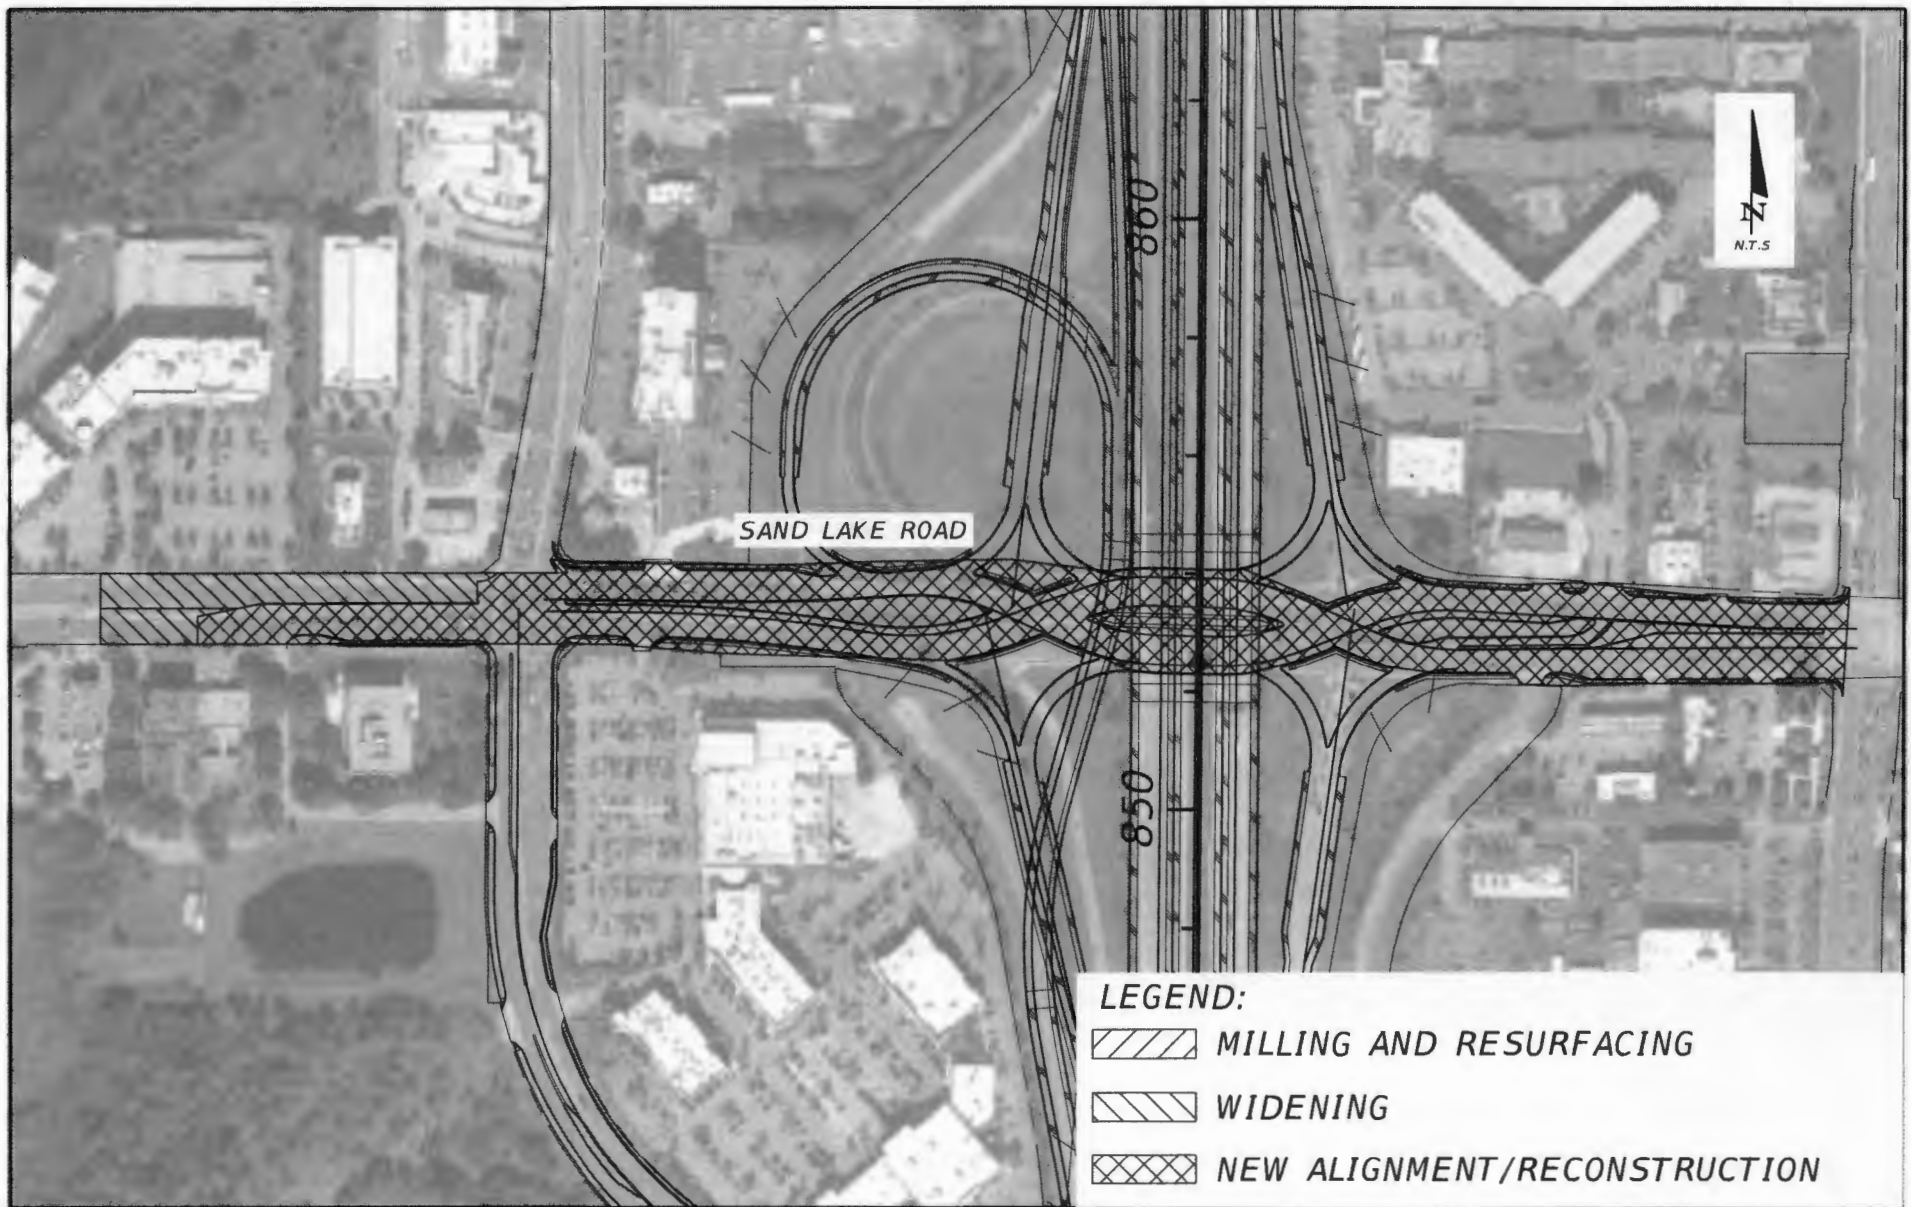 860
N
N.T.S
SAND LAKE ROAD
850
LEGEND:
MILLING AND RESURFACING
WIDENING
NEW ALIGNMENT/RECONSTRUCTION